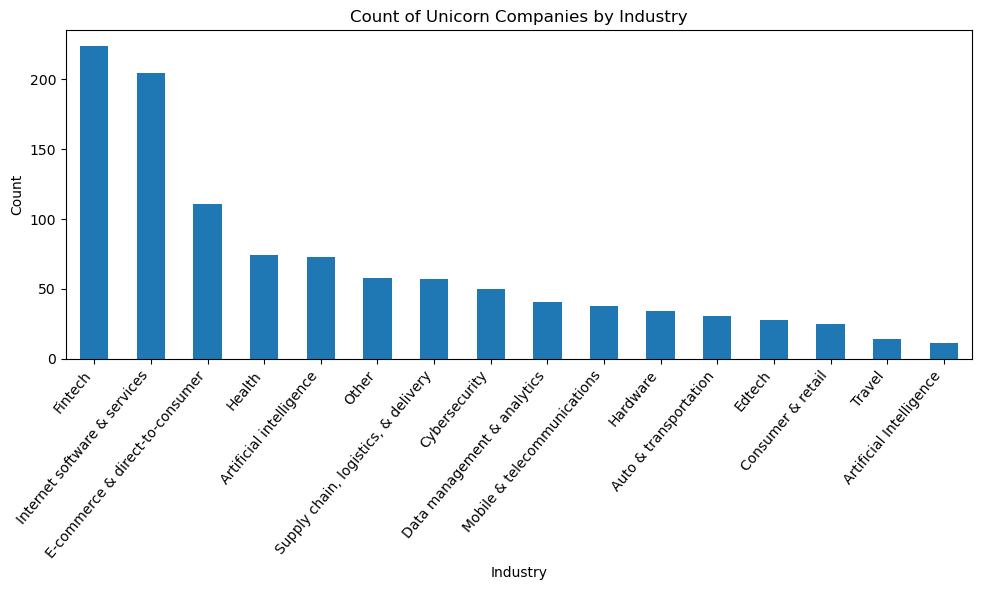 Count of Unicorn Companies by Industry
Count
200
150
100
50
0
Fintech
Internet software & services
E-commerce & direct-to-consumer
Health
Artificial intelligence
Other
Supply chain, logistics, & delivery
Cybersecurity
Data management & analytics
Mobile & telecommunications
Hardware
Auto & transportation
Edtech
Consumer & retail
Travel
Artificial Intelligence
Industry